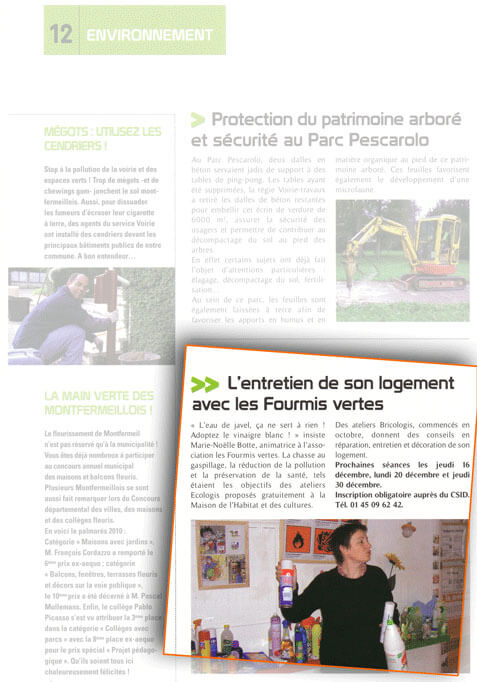 12 ENVIRONNEMENT
MÉGOTS : UTILISEZ LES
CENDRIERS !
Stop à la pollution de la voirie et des
espaces verts ! Trop de mégots -et de
chewings gom- jonchent le sol mont-
fermeillois. Aussi, pour dissuader
les fumeurs d'écraser leur cigarette
à terre, des agents du service Voirie
ont installé des cendriers devant les
principaux bâtiments publics de notre
commune. A bon entendeur…
LA MAIN VERTE DES
MONTFERMEILLOIS !
Le fleurissement de Montfermeil
n'est pas réservé qu'à la municipalité !
Vous êtes déjà nombreux à participer
au concours annuel municipal
des maisons et balcons fleuris.
Plusieurs Montfermeillois se sont
aussi fait remarquer lors du Concours
départemental des villes, des maisons
et des collèges fleuris.
En voici le palmarès 2010 :
Catégorie « Maisons avec jardins »,
M. François Cordazzo a remporté le
6ème prix ex-aequo ; catégorie
« Balcons, fenêtres, terrasses fleuris
et décors sur la voie publique »,
le 10ème prix a été décerné à M. Pascal
Mullemans. Enfin, le collège Pablo
Picasso s'est vu attribuer la 3ème place
dans la catégorie « Collèges avec
parcs » avec la 8ème place ex-aequo
pour le prix spécial « Projet pédago-
gique ». Qu'ils soient tous ici
chaleureusement félicités !
> Protection du patrimoine arboré
et sécurité au Parc Pescarolo
Au Parc Pescarolo, deux dalles en
béton servaient jadis de support à des
tables de ping-pong. Les tables ayant
été supprimées, la régie Voirie-travaux
a retiré les dalles de béton restantes
pour embellir cet écrin de verdure de
6000 m², assurer la sécurité des
usagers et permettre de contribuer au
décompactage du sol au pied des
arbres.
En effet certains sujets ont déjà fait
l'objet d'attentions particulières :
élagage, décompactage du sol, fertili-
sation…
Au sein de ce parc, les feuilles sont
également laissées à terre afin de
favoriser les apports en humus et en
matière organique au pied de ce patri-
moine arboré. Ces feuilles favorisent
également le développement d'une
microfaune.
>> L'entretien de son logement
avec les Fourmis vertes
« L'eau de javel, ça ne sert à rien !
Adoptez le vinaigre blanc ! » insiste
Marie-Noëlle Botte, animatrice à l'asso-
ciation les Fourmis vertes. La chasse au
gaspillage, la réduction de la pollution
et la préservation de la santé, tels
étaient les objectifs des ateliers
Ecologis proposés gratuitement à la
Maison de l'Habitat et des cultures.
Des ateliers Bricologis, commencés en
octobre, donnent des conseils en
réparation, entretien et décoration de son
logement.
Prochaines séances les jeudi 16
décembre, lundi 20 décembre et jeudi
30 décembre.
Inscription obligatoire auprès du CSID.
Tél. 01 45 09 62 42.